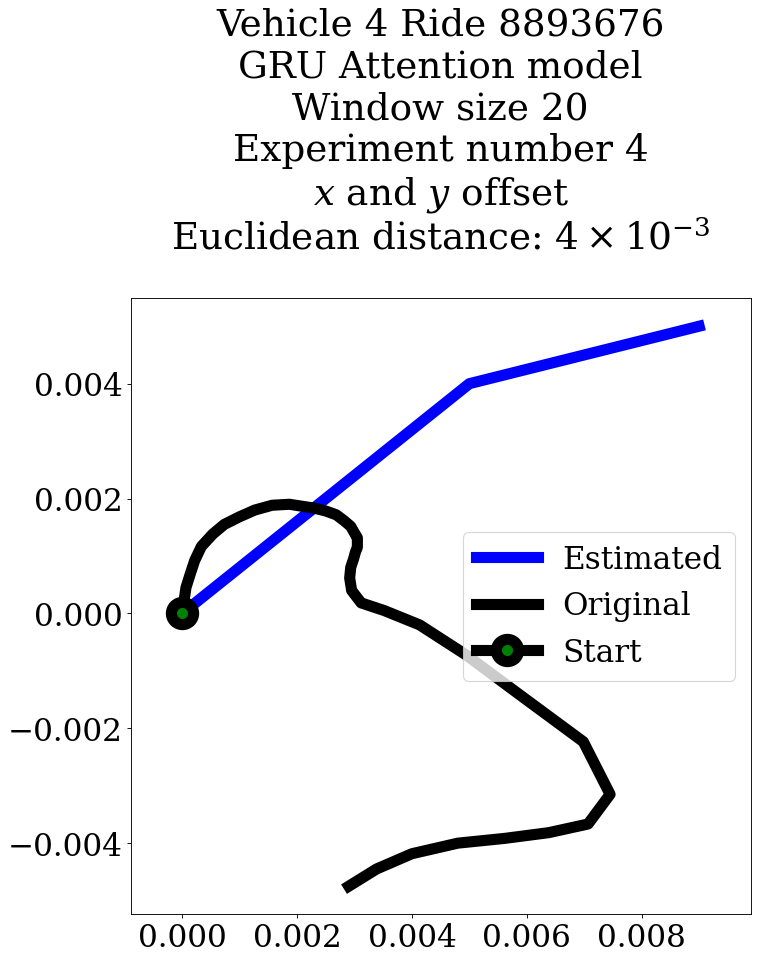 Vehicle 4 Ride 8893676
GRU Attention model
Window size 20
Experiment number 4
x and y offset
Euclidean distance: 4 × 10⁻³
0.004
0.002
0.000
−0.002
−0.004
Estimated
Original
Start
0.000 0.002 0.004 0.006 0.008